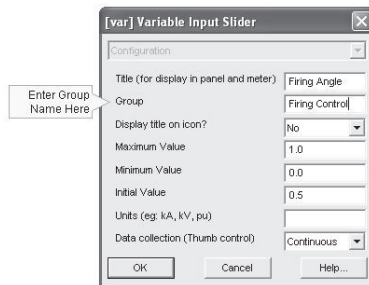 [var] Variable Input Slider
Configuration
Title (for display in panel and meter) Firing Angle
Enter Group
Name Here
Group Firing Control
Display title on icon? No
Maximum Value 1.0
Minimum Value 0.0
Initial Value 0.5
Units (eg: kA, kV, pu)
Data collection (Thumb control) Continuous
OK Cancel Help...